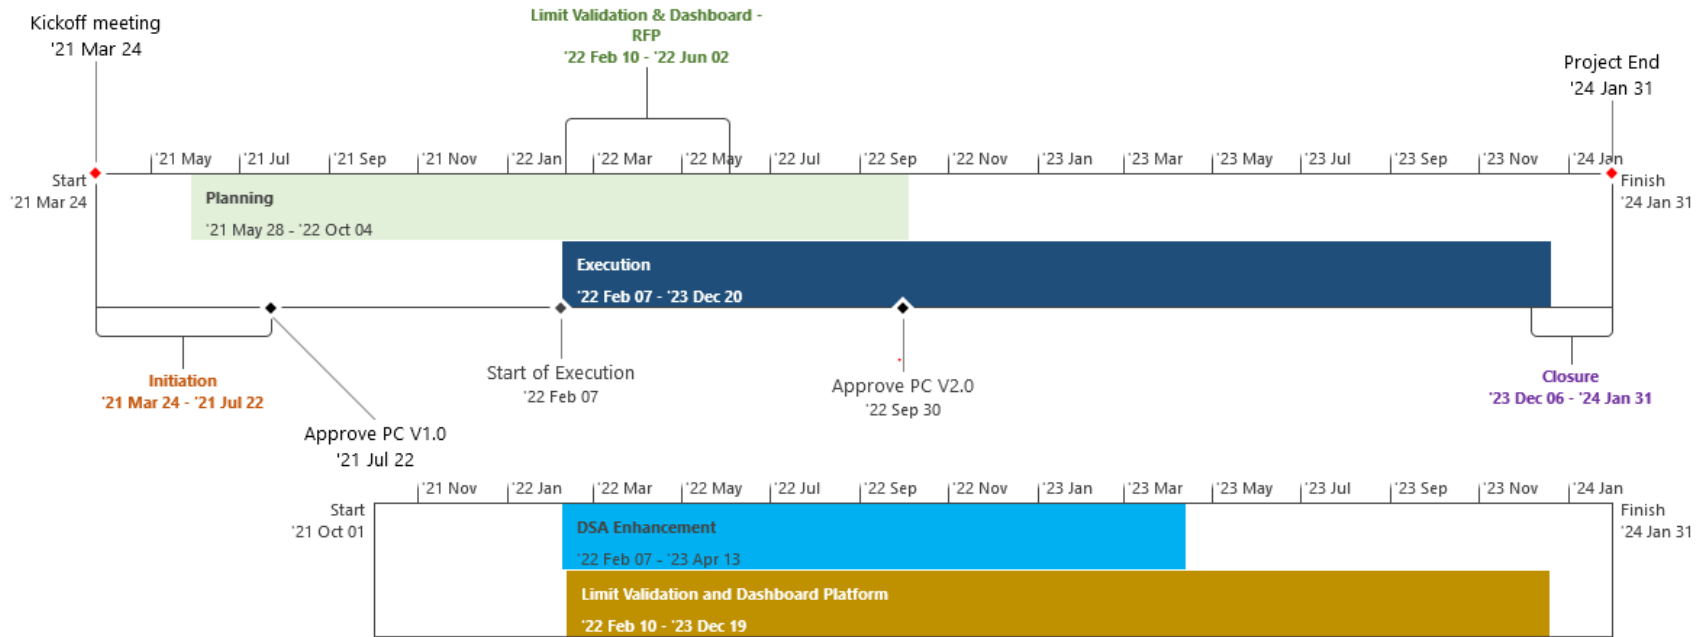 Kickoff meeting
'21 Mar 24
Limit Validation & Dashboard -
RFP
'22 Feb 10 - '22 Jun 02
Project End
'24 Jan 31
'21 May '21 Jul '21 Sep '21 Nov '22 Jan '22 Mar '22 May '22 Jul '22 Sep '22 Nov '23 Jan '23 Mar '23 May '23 Jul '23 Sep '23 Nov '24 Jan
Start
'21 Mar 24
Finish
'24 Jan 31
Planning
'21 May 28 - '22 Oct 04
Execution
'22 Feb 07 - '23 Dec 20
Initiation
'21 Mar 24 - '21 Jul 22
Approve PC V1.0
'21 Jul 22
Start of Execution
'22 Feb 07
Approve PC V2.0
'22 Sep 30
Closure
'23 Dec 06 - '24 Jan 31
'21 Nov '22 Jan '22 Mar '22 May '22 Jul '22 Sep '22 Nov '23 Jan '23 Mar '23 May '23 Jul '23 Sep '23 Nov '24 Jan
Start
'21 Oct 01
Finish
'24 Jan 31
DSA Enhancement
'22 Feb 07 - '23 Apr 13
Limit Validation and Dashboard Platform
'22 Feb 10 - '23 Dec 19